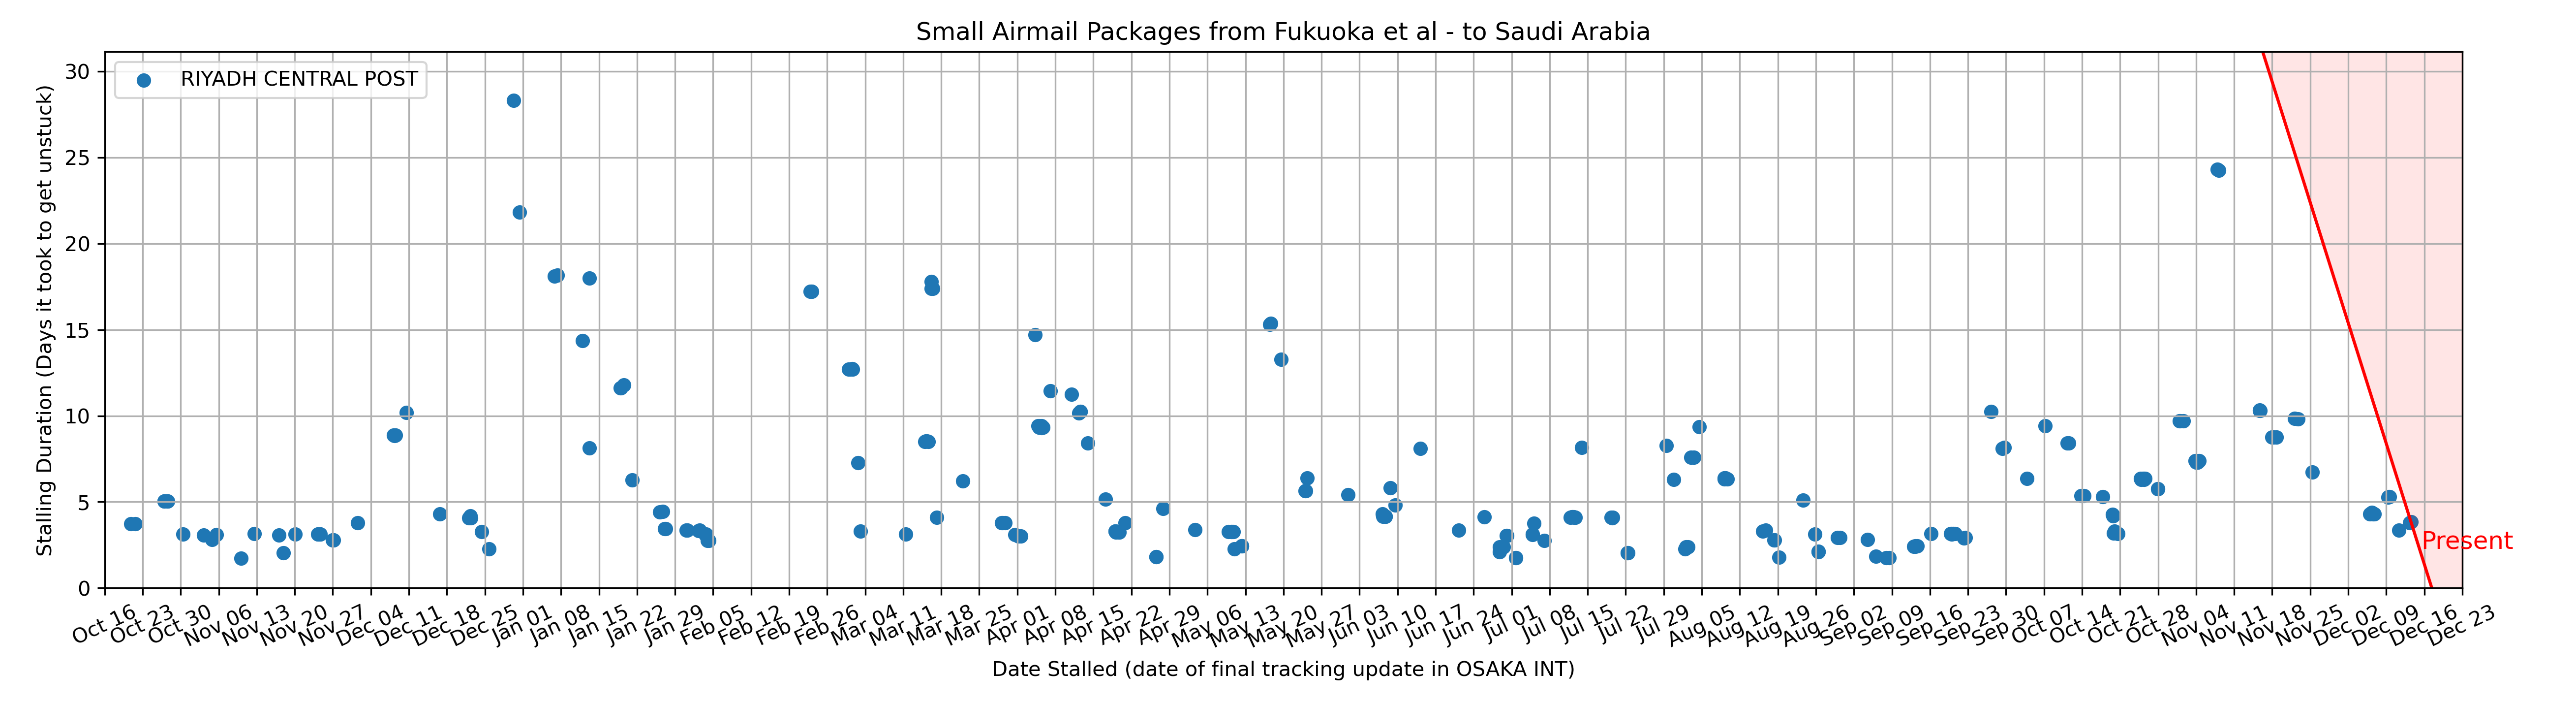 Small Airmail Packages from Fukuoka et al - to Saudi Arabia
RIYADH CENTRAL POST
Stalling Duration (Days it took to get unstuck)
30
25
20
15
10
5
0
Present
Oct 16 Oct 23 Oct 30 Nov 06 Nov 13 Nov 20 Nov 27 Dec 04 Dec 11 Dec 18 Dec 25 Jan 01 Jan 08 Jan 15 Jan 22 Jan 29 Feb 05 Feb 12 Feb 19 Feb 26 Mar 04 Mar 11 Mar 18 Mar 25 Apr 01 Apr 08 Apr 15 Apr 22 Apr 29 May 06 May 13 May 20 May 27 Jun 03 Jun 10 Jun 17 Jun 24 Jul 01 Jul 08 Jul 15 Jul 22 Jul 29 Aug 05 Aug 12 Aug 19 Aug 26 Sep 02 Sep 09 Sep 16 Sep 23 Sep 30 Oct 07 Oct 14 Oct 21 Oct 28 Nov 04 Nov 11 Nov 18 Nov 25 Dec 02 Dec 09 Dec 16 Dec 23
Date Stalled (date of final tracking update in OSAKA INT)